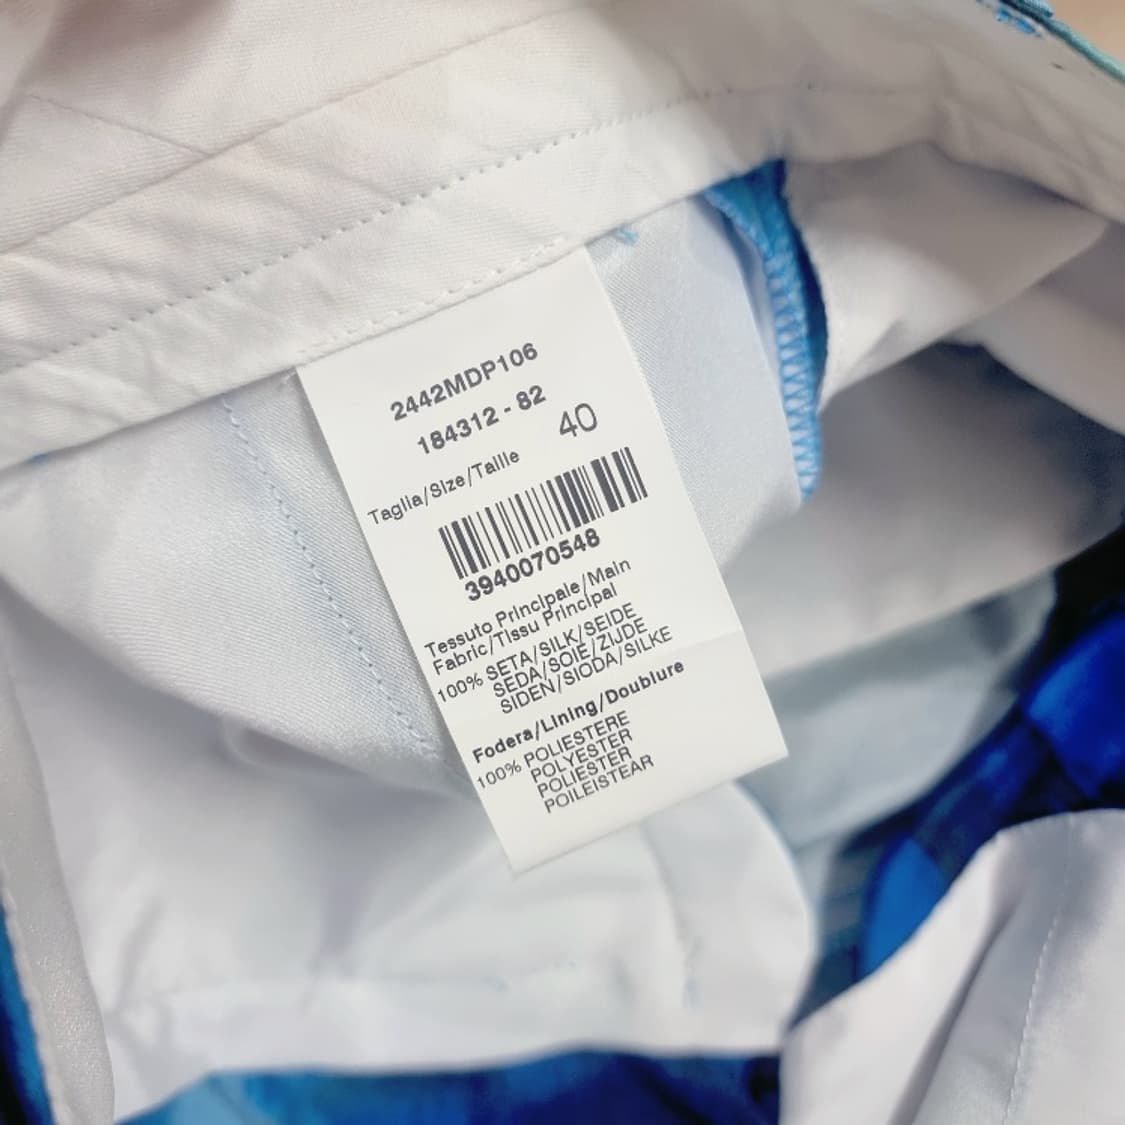 2442MDP106
184312 - 82
Taglia/Size/Taille 40
3940070548
Tessuto Principale/Main
Fabric/Tissu Principal
100% SETA/SILK/SEIDE
SEDA/SOIE/ZIJDE
SIDEN/SIODA/SILKE
Fodera/Lining/Doublure
100% POLIESTERE
POLYESTER
POLIESTER
POILEISTEAR